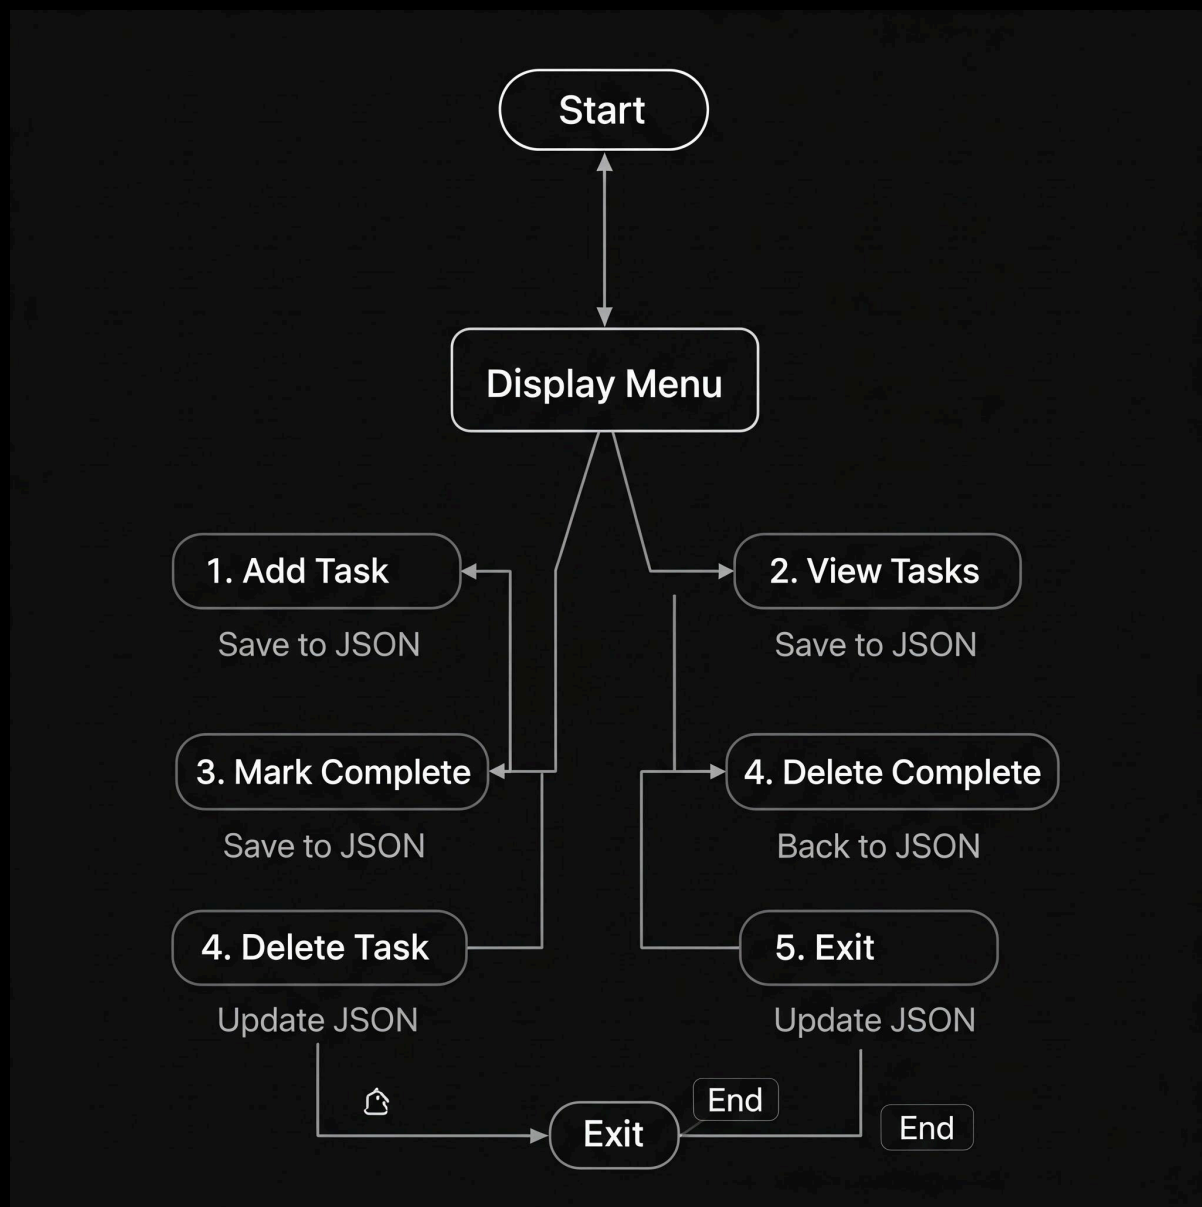 Start
Display Menu
1. Add Task
2. View Tasks
Save to JSON
Save to JSON
3. Mark Complete
4. Delete Complete
Save to JSON
Back to JSON
4. Delete Task
5. Exit
Update JSON
Update JSON
End
Exit
End